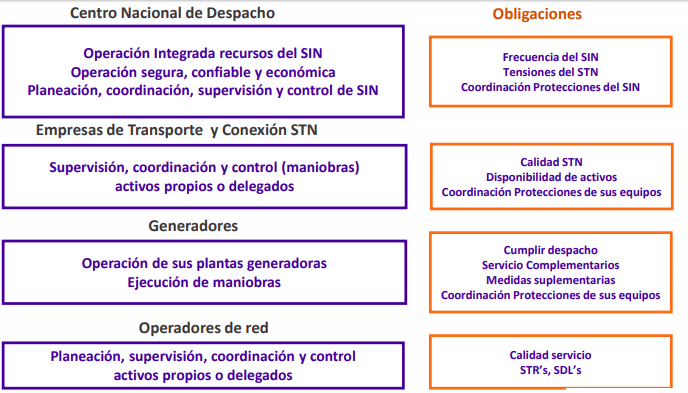 Centro Nacional de Despacho
Obligaciones
Operación Integrada recursos del SIN
Operación segura, confiable y económica
Planeación, coordinación, supervisión y control de SIN
Frecuencia del SIN
Tensiones del STN
Coordinación Protecciones del SIN
Empresas de Transporte y Conexión STN
Supervisión, coordinación y control (maniobras)
activos propios o delegados
Calidad STN
Disponibilidad de activos
Coordinación Protecciones de sus equipos
Generadores
Operación de sus plantas generadoras
Ejecución de maniobras
Cumplir despacho
Servicio Complementarios
Medidas suplementarias
Coordinación Protecciones de sus equipos
Operadores de red
Planeación, supervisión, coordinación y control
activos propios o delegados
Calidad servicio
STR's, SDL's